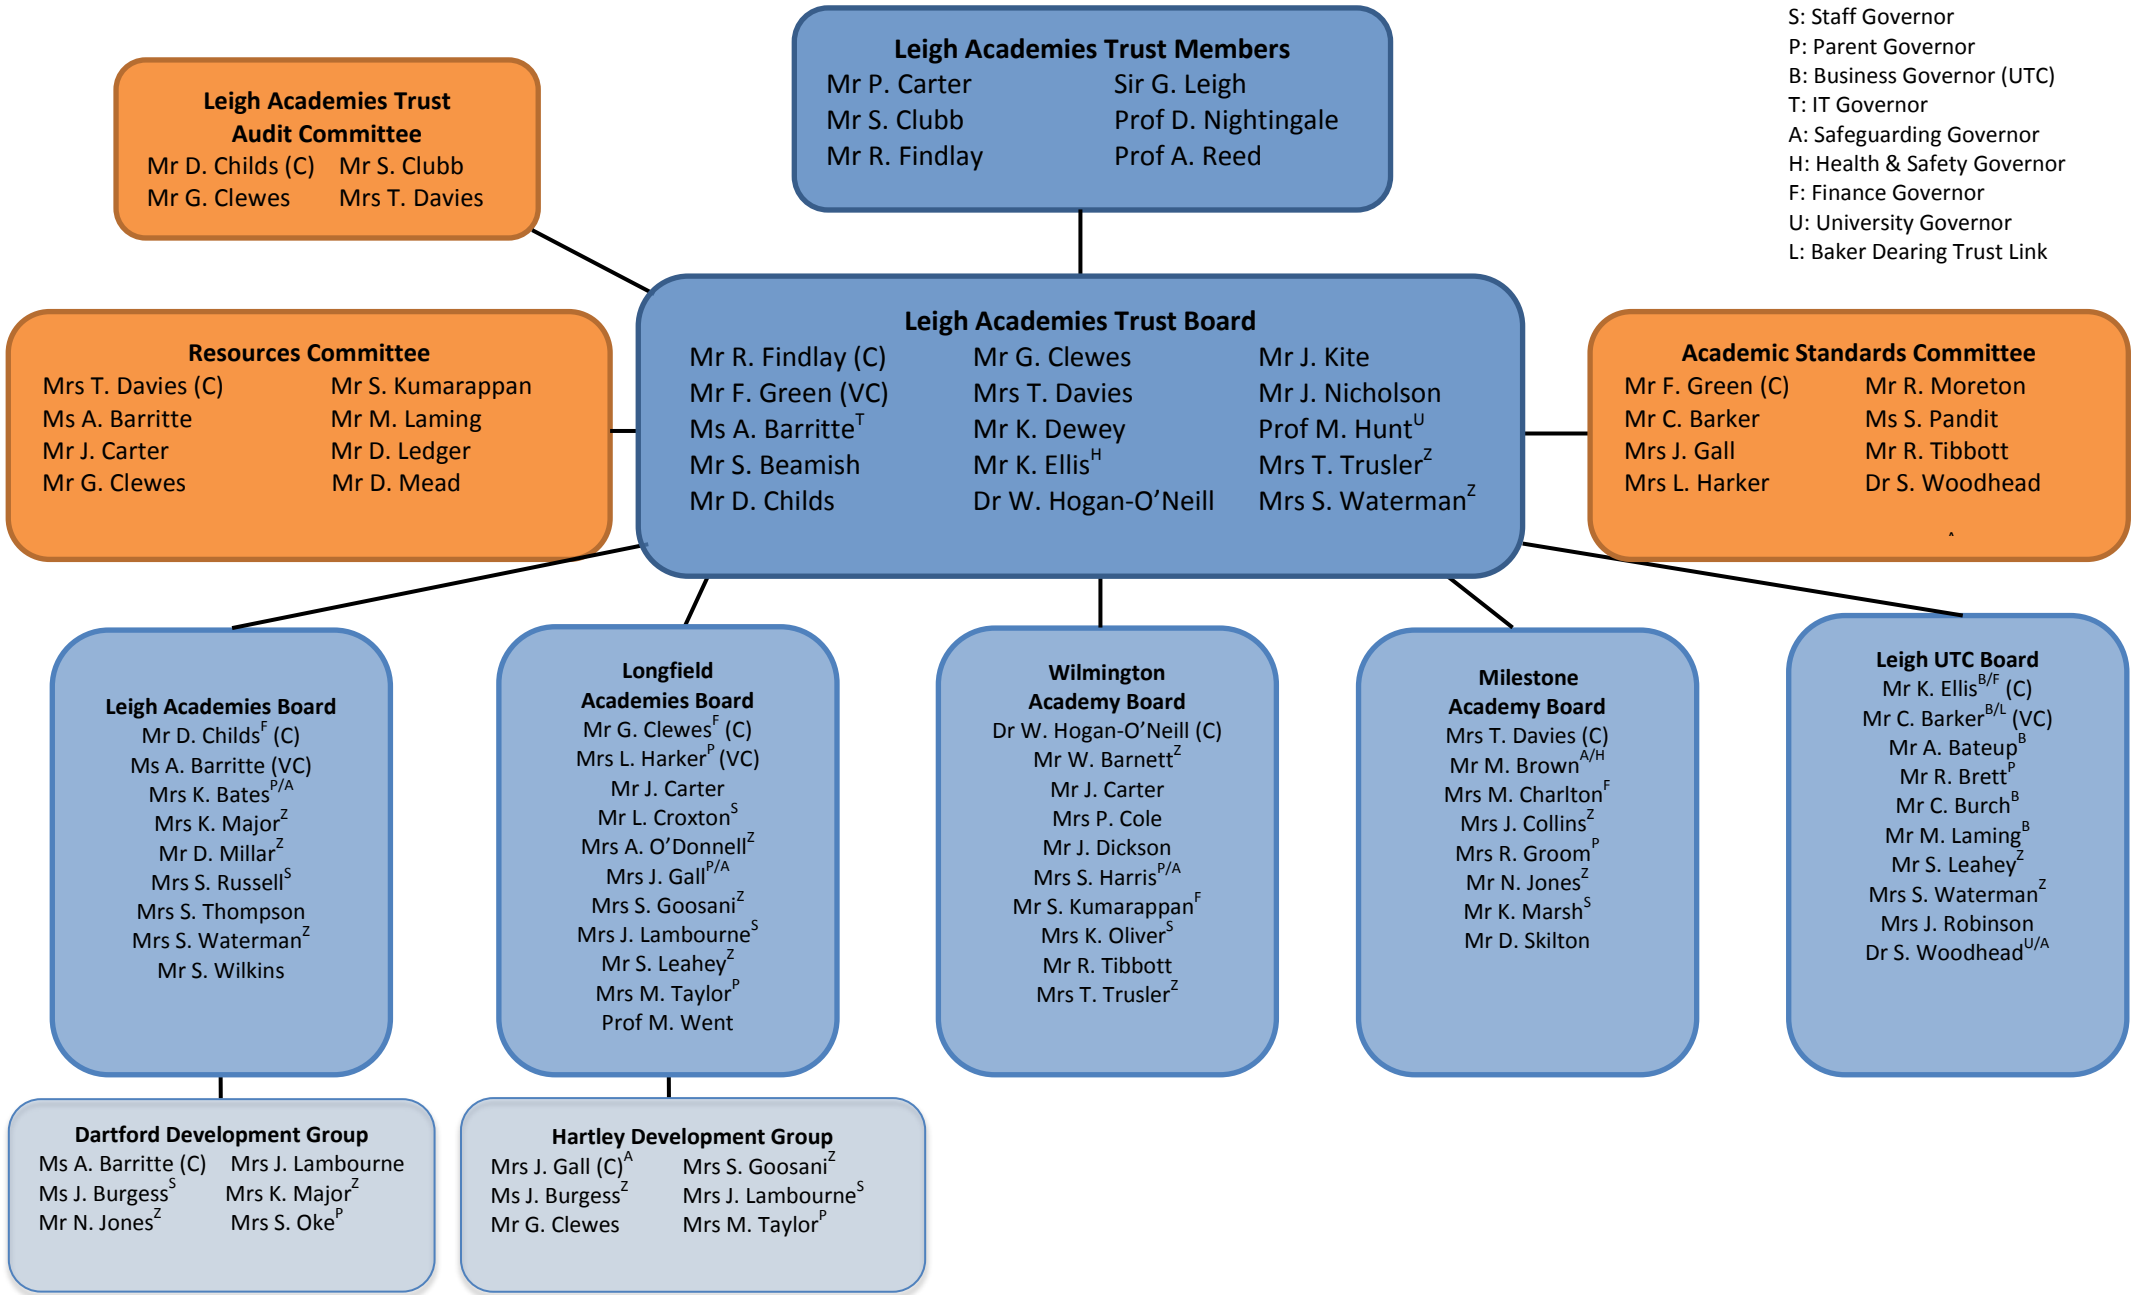 S: Staff Governor
P: Parent Governor
B: Business Governor (UTC)
T: IT Governor
A: Safeguarding Governor
H: Health & Safety Governor
F: Finance Governor
U: University Governor
L: Baker Dearing Trust Link
Leigh Academies Trust Members
Mr P. Carter Sir G. Leigh
Mr S. Clubb Prof D. Nightingale
Mr R. Findlay Prof A. Reed
Leigh Academies Trust
Audit Committee
Mr D. Childs (C) Mr S. Clubb
Mr G. Clewes Mrs T. Davies
Leigh Academies Trust Board
Mr R. Findlay (C) Mr G. Clewes Mr J. Kite
Mr F. Green (VC) Mrs T. Davies Mr J. Nicholson
Ms A. Barritte^T Mr K. Dewey Prof M. Hunt^U
Mr S. Beamish Mr K. Ellis^H Mrs T. Trusler^Z
Mr D. Childs Dr W. Hogan-O’Neill Mrs S. Waterman^Z
Resources Committee
Mrs T. Davies (C) Mr S. Kumarappan
Ms A. Barritte Mr M. Laming
Mr J. Carter Mr D. Ledger
Mr G. Clewes Mr D. Mead
Academic Standards Committee
Mr F. Green (C) Mr R. Moreton
Mr C. Barker Ms S. Pandit
Mrs J. Gall Mr R. Tibbott
Mrs L. Harker Dr S. Woodhead
A
Leigh Academies Board
Mr D. Childs^F (C)
Ms A. Barritte (VC)
Mrs K. Bates^P/A
Mrs K. Major^Z
Mr D. Millar^Z
Mrs S. Russell^S
Mrs S. Thompson
Mrs S. Waterman^Z
Mr S. Wilkins
Longfield
Academies Board
Mr G. Clewes^F (C)
Mrs L. Harker^P (VC)
Mr J. Carter
Mr L. Croxton^S
Mrs A. O’Donnell^Z
Mrs J. Gall^P/A
Mrs S. Goosani^Z
Mrs J. Lambourne^S
Mr S. Leahey^Z
Mrs M. Taylor^P
Prof M. Went
Wilmington
Academy Board
Dr W. Hogan-O’Neill (C)
Mr W. Barnett^Z
Mr J. Carter
Mrs P. Cole
Mr J. Dickson
Mrs S. Harris^P/A
Mr S. Kumarappan^F
Mrs K. Oliver^S
Mr R. Tibbott
Mrs T. Trusler^Z
Milestone
Academy Board
Mrs T. Davies (C)
Mr M. Brown^A/H
Mrs M. Charlton^F
Mrs J. Collins^Z
Mrs R. Groom^P
Mr N. Jones^Z
Mr K. Marsh^S
Mr D. Skilton
Leigh UTC Board
Mr K. Ellis^B/F (C)
Mr C. Barker^B/L (VC)
Mr A. Bateup^B
Mr R. Brett^P
Mr C. Burch^B
Mr M. Laming^B
Mr S. Leahey^Z
Mrs S. Waterman^Z
Mrs J. Robinson
Dr S. Woodhead^U/A
Dartford Development Group
Ms A. Barritte (C) Mrs J. Lambourne
Ms J. Burgess^S Mrs K. Major^Z
Mr N. Jones^Z Mrs S. Oke^P
Hartley Development Group
Mrs J. Gall (C)^A Mrs S. Goosani^Z
Ms J. Burgess^Z Mrs J. Lambourne^S
Mr G. Clewes Mrs M. Taylor^P